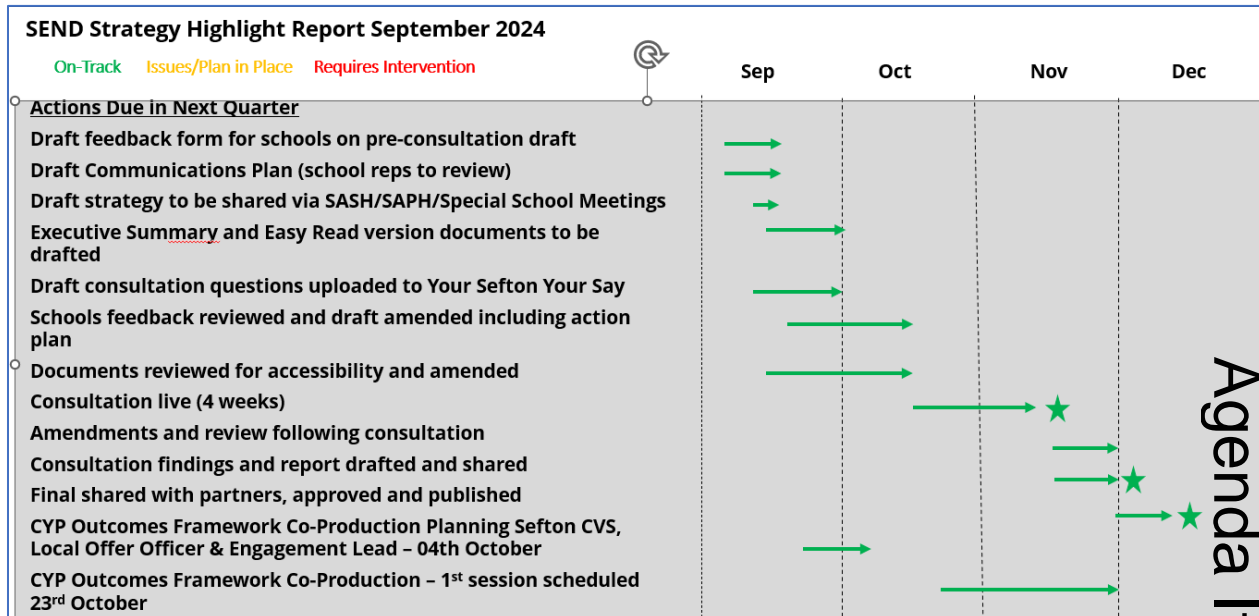 SEND Strategy Highlight Report September 2024
On-Track Issues/Plan in Place Requires Intervention
Sep Oct Nov Dec
Actions Due in Next Quarter
Draft feedback form for schools on pre-consultation draft
Draft Communications Plan (school reps to review)
Draft strategy to be shared via SASH/SAPH/Special School Meetings
Executive Summary and Easy Read version documents to be
drafted
Draft consultation questions uploaded to Your Sefton Your Say
Schools feedback reviewed and draft amended including action
plan
Documents reviewed for accessibility and amended
Consultation live (4 weeks)
Amendments and review following consultation
Consultation findings and report drafted and shared
Final shared with partners, approved and published
CYP Outcomes Framework Co-Production Planning Sefton CVS,
Local Offer Officer & Engagement Lead – 04th October
CYP Outcomes Framework Co-Production – 1st session scheduled
23rd October
Agenda